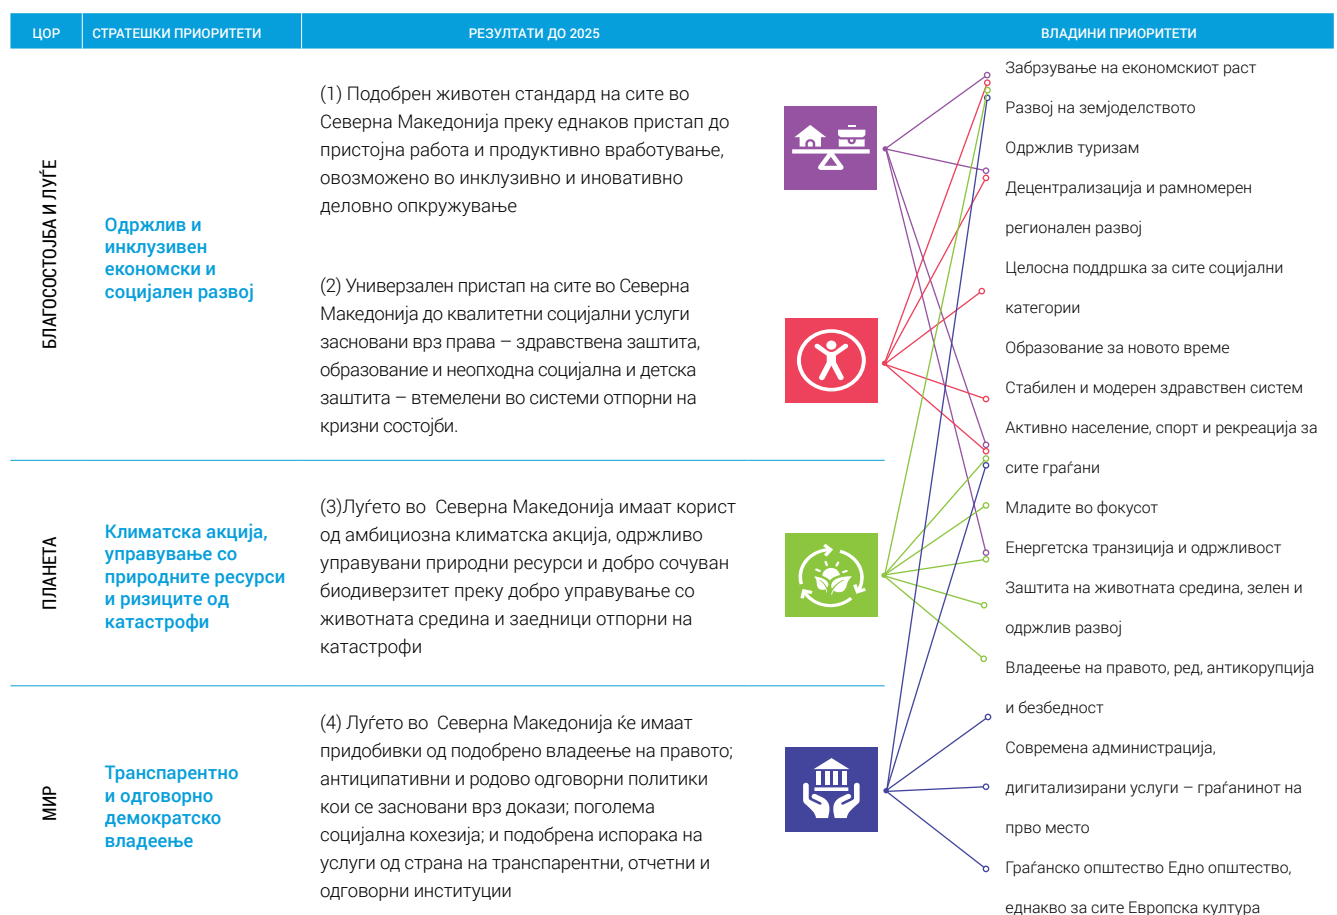 ЦОР
СТРАТЕШКИ ПРИОРИТЕТИ
РЕЗУЛТАТИ ДО 2025
ВЛАДИНИ ПРИОРИТЕТИ
БЛАГОСОСТОЈБА И ЛУЃЕ
Одржлив и
инклузивен
економски и
социјален развој
(1) Подобрен животен стандард на сите во
Северна Македонија преку еднаков пристап до
пристојна работа и продуктивно вработување,
овозможено во инклузивно и иновативно
деловно опкружување
(2) Универзален пристап на сите во Северна
Македонија до квалитетни социјални услуги
засновани врз права – здравствена заштита,
образование и неопходна социјална и детска
заштита – втемелени во системи отпорни на
кризни состојби.
ПЛАНЕТА
Климатска акција,
управување со
природните ресурси
и ризиците од
катастрофи
(3)Луѓето во Северна Македонија имаат корист
од амбициозна климатска акција, одржливо
управувани природни ресурси и добро сочуван
биодиверзитет преку добро управување со
животната средина и заедници отпорни на
катастрофи
МИР
Транспарентно
и одговорно
демократско
владеење
(4) Луѓето во Северна Македонија ќе имаат
придобивки од подобрено владеење на правото;
антиципативни и родово одговорни политики
кои се засновани врз докази; поголема
социјална кохезија; и подобрена испорака на
услуги од страна на транспарентни, отчетни и
одговорни институции
Забрзување на економскиот раст
Развој на земјоделството
Одржлив туризам
Децентрализација и рамномерен
регионален развој
Целосна поддршка за сите социјални
категории
Образование за новото време
Стабилен и модерен здравствен систем
Активно население, спорт и рекреација за
сите граѓани
Младите во фокусот
Енергетска транзиција и одржливост
Заштита на животната средина, зелен и
одржлив развој
Владеење на правото, ред, антикорупција
и безбедност
Современа администрација,
дигитализирани услуги – граѓанинот на
прво место
Граѓанско општество Едно општество,
еднакво за сите Европска култура